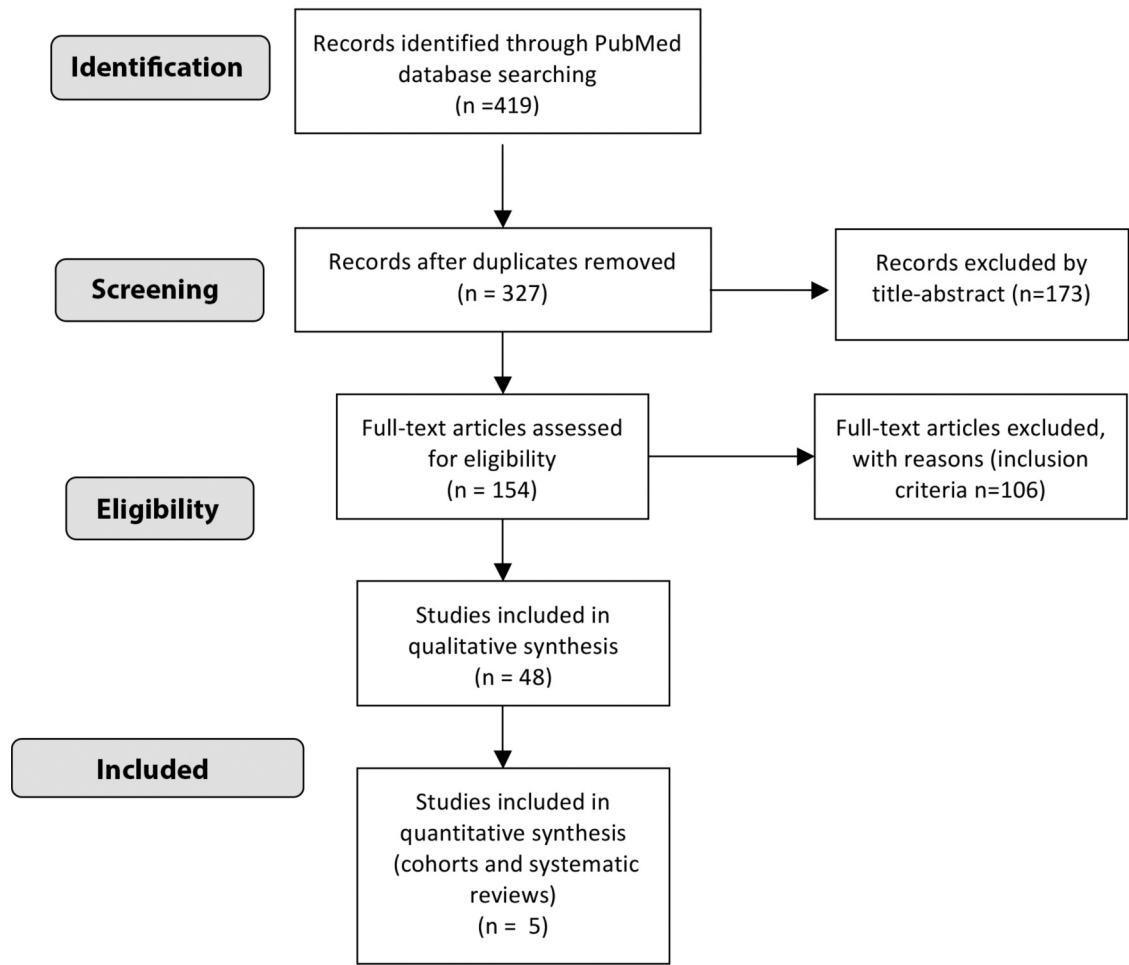 Identification
Records identified through PubMed
database searching
(n =419)
Screening
Records after duplicates removed
(n = 327)
Records excluded by
title-abstract (n=173)
Eligibility
Full-text articles assessed
for eligibility
(n = 154)
Full-text articles excluded,
with reasons (inclusion
criteria n=106)
Studies included in
qualitative synthesis
(n = 48)
Included
Studies included in
quantitative synthesis
(cohorts and systematic
reviews)
(n =  5)